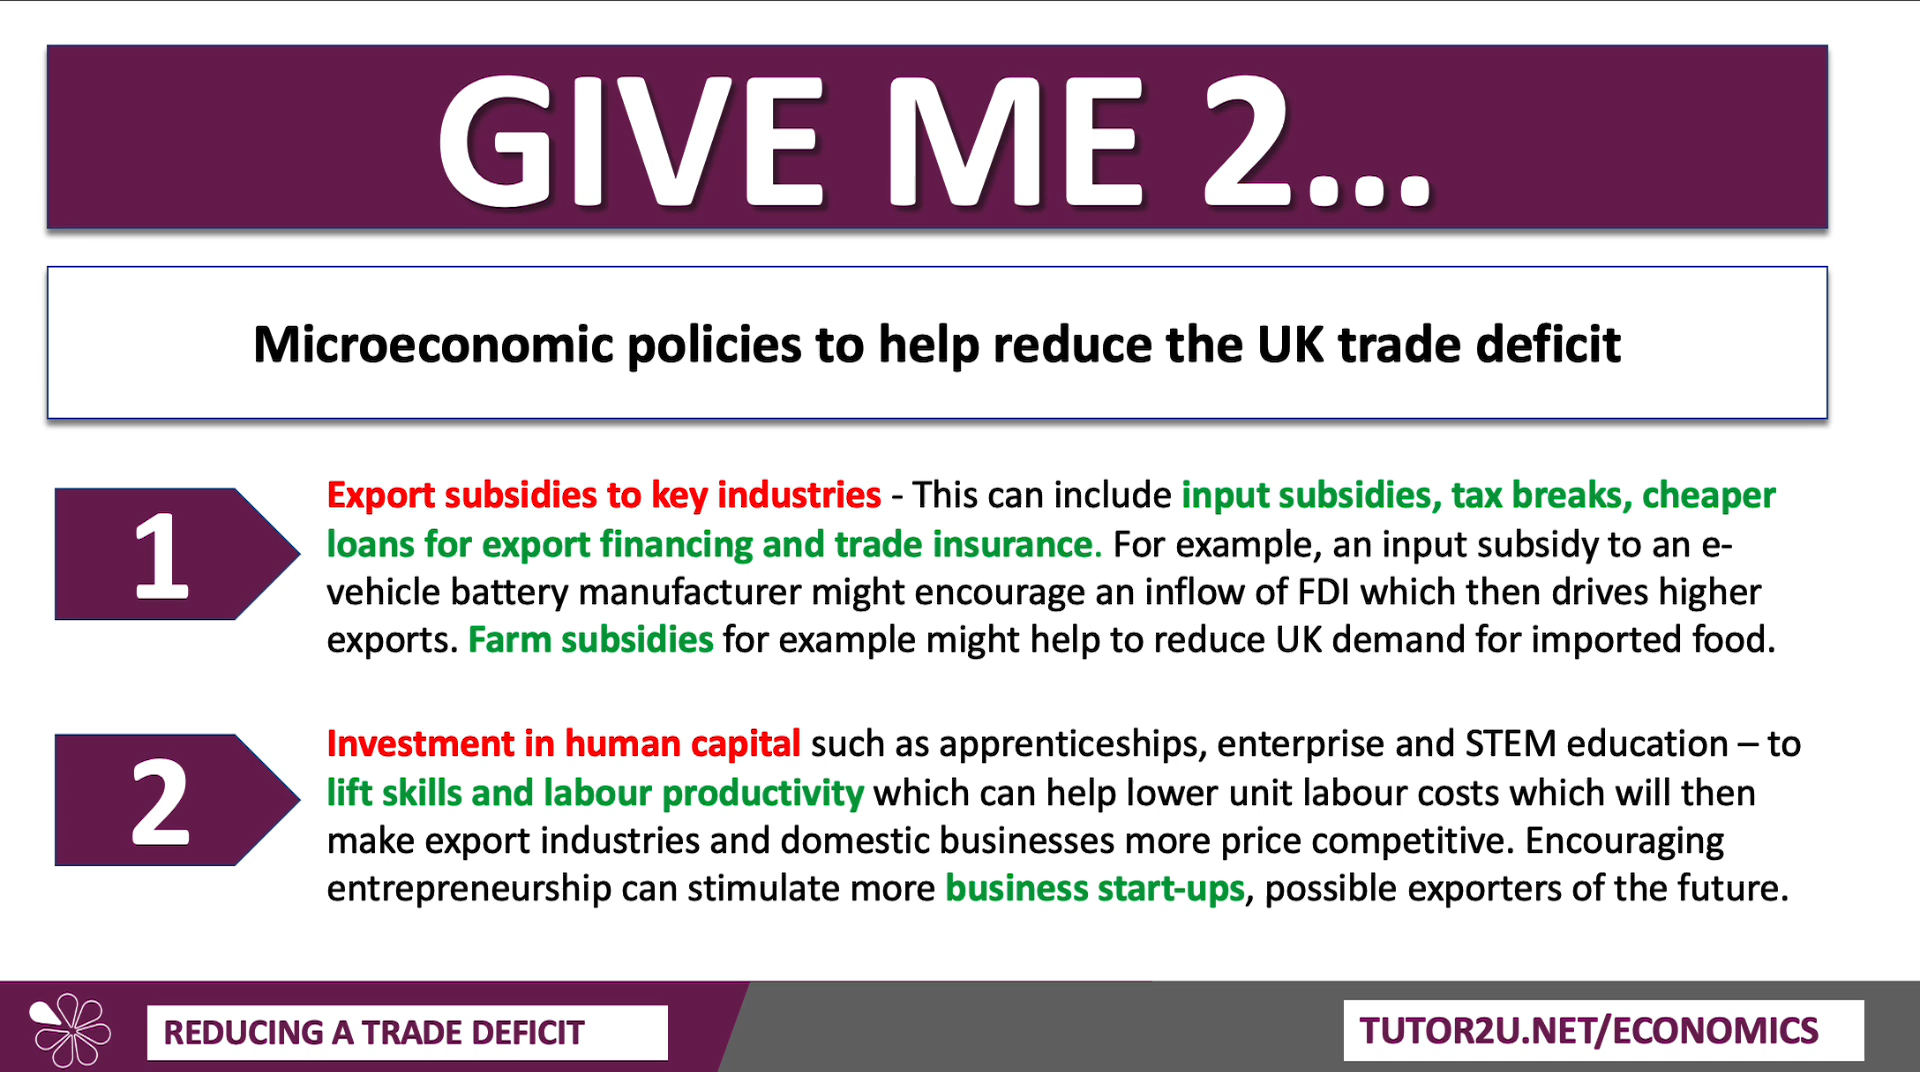 GIVE ME 2...
Microeconomic policies to help reduce the UK trade deficit
1
Export subsidies to key industries - This can include input subsidies, tax breaks, cheaper
loans for export financing and trade insurance. For example, an input subsidy to an e-
vehicle battery manufacturer might encourage an inflow of FDI which then drives higher
exports. Farm subsidies for example might help to reduce UK demand for imported food.
2
Investment in human capital such as apprenticeships, enterprise and STEM education – to
lift skills and labour productivity which can help lower unit labour costs which will then
make export industries and domestic businesses more price competitive. Encouraging
entrepreneurship can stimulate more business start-ups, possible exporters of the future.
REDUCING A TRADE DEFICIT
TUTOR2U.NET/ECONOMICS